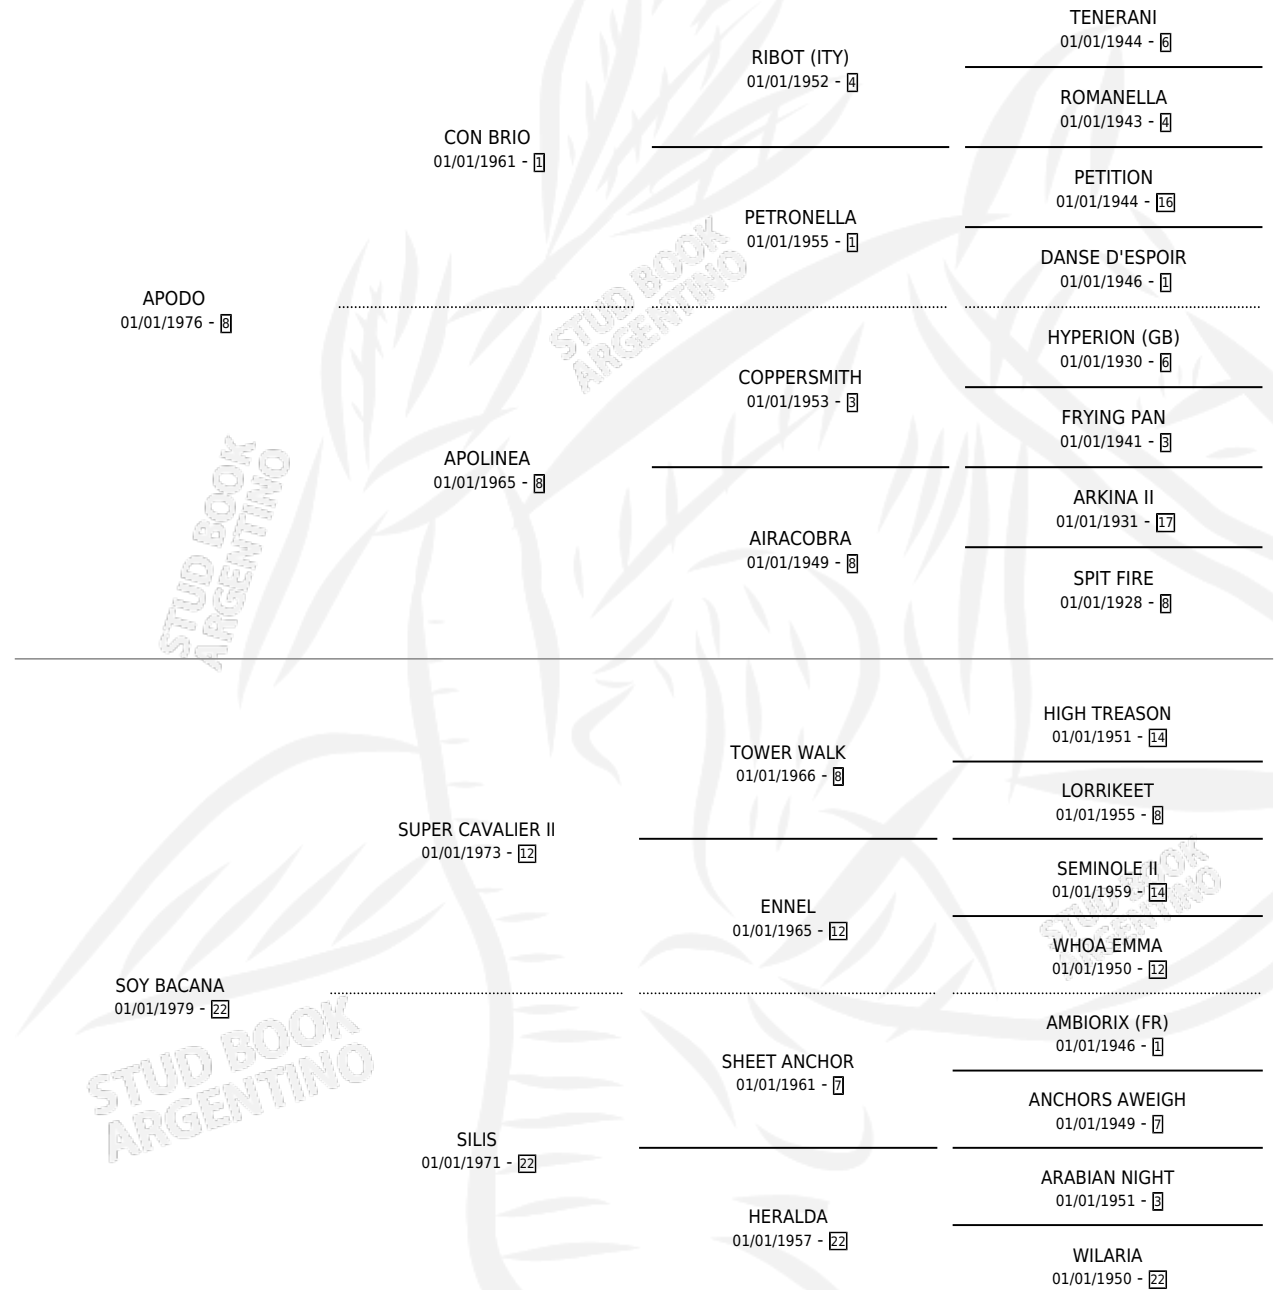 TENERANI
01/01/1944 - 6
RIBOT (ITY)
01/01/1952 - 4
ROMANELLA
01/01/1943 - 4
CON BRIO
01/01/1961 - 1
PETITION
01/01/1944 - 16
PETRONELLA
01/01/1955 - 1
DANSE D'ESPOIR
01/01/1946 - 1
APODO
01/01/1976 - 8
HYPERION (GB)
01/01/1930 - 6
COPPERSMITH
01/01/1953 - 3
FRYING PAN
01/01/1941 - 3
APOLINEA
01/01/1965 - 8
ARKINA II
01/01/1931 - 17
AIRACOBRA
01/01/1949 - 8
SPIT FIRE
01/01/1928 - 8
STUD BOOK
ARGENTINO
STUD BOOK
ARGENTINO
HIGH TREASON
01/01/1951 - 14
TOWER WALK
01/01/1966 - 8
LORRIKEET
01/01/1955 - 8
SUPER CAVALIER II
01/01/1973 - 12
SEMINOLE II
01/01/1959 - 14
ENNEL
01/01/1965 - 12
WHOA EMMA
01/01/1950 - 12
STUD BOOK
ARGENTINO
SOY BACANA
01/01/1979 - 22
AMBIORIX (FR)
01/01/1946 - 1
SHEET ANCHOR
01/01/1961 - 7
ANCHORS AWEIGH
01/01/1949 - 7
STUD BOOK
ARGENTINO
SILIS
01/01/1971 - 22
ARABIAN NIGHT
01/01/1951 - 3
HERALDA
01/01/1957 - 22
WILARIA
01/01/1950 - 22